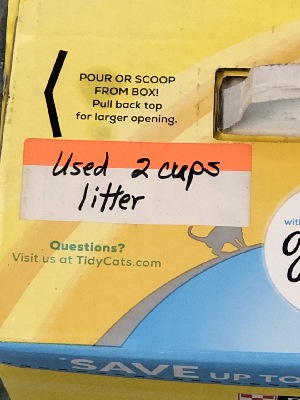 POUR OR SCOOP
FROM BOX!
Pull back top
for larger opening.
Used 2 cups
litter
Questions?
Visit us at TidyCats.com
with
SAVE UP TO